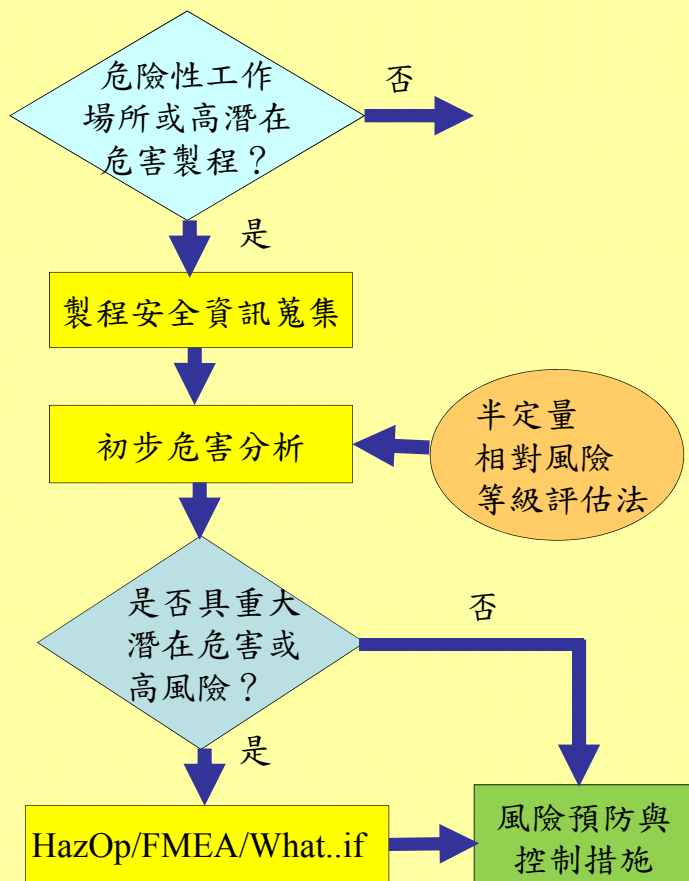 危險性工作
場所或高潛在
危害製程？
否
是
製程安全資訊蒐集
初步危害分析
半定量
相對風險
等級評估法
是否具重大
潛在危害或
高風險？
否
是
HazOp/FMEA/What..if
風險預防與
控制措施